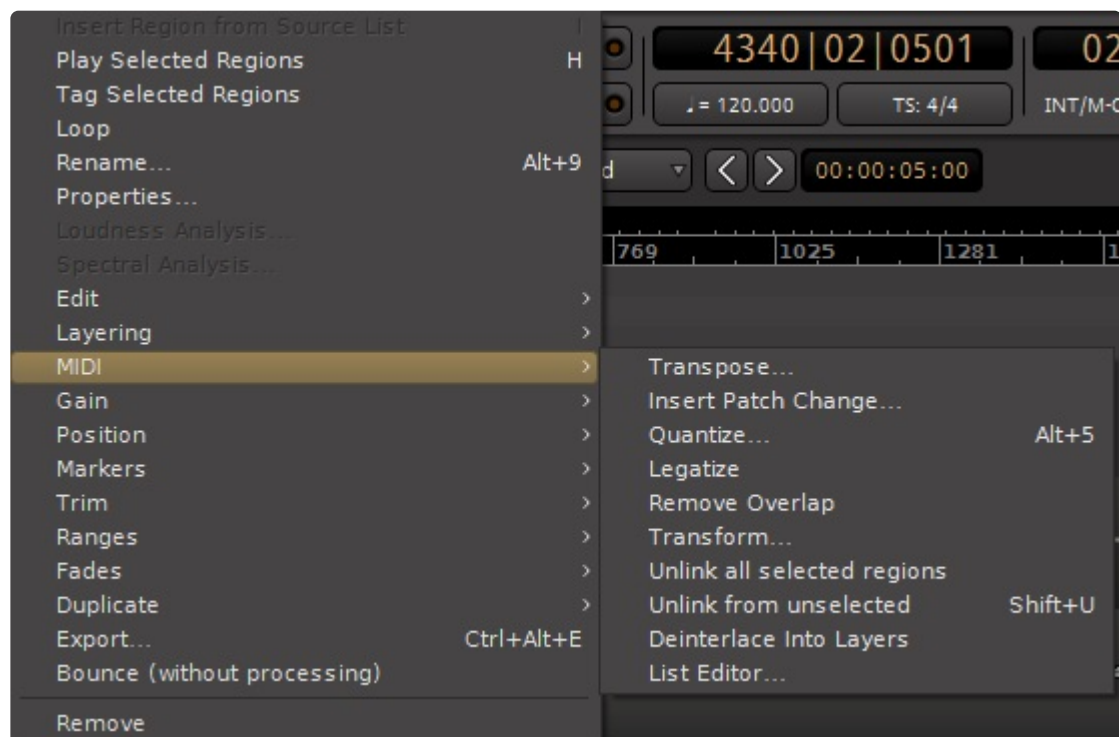 Insert Region from Source List I
Play Selected Regions H
Tag Selected Regions
Loop
Rename... Alt+9
Properties...
Loudness Analysis...
Spectral Analysis...
Edit
Layering
MIDI
Gain
Position
Markers
Trim
Ranges
Fades
Duplicate
Export... Ctrl+Alt+E
Bounce (without processing)
Remove
4340|02|0501
02
♩ = 120.000
TS: 4/4
INT/M-C
d
00:00:05:00
769
1025
1281
1
Transpose...
Insert Patch Change...
Quantize... Alt+5
Legatize
Remove Overlap
Transform...
Unlink all selected regions
Unlink from unselected Shift+U
Deinterlace Into Layers
List Editor...